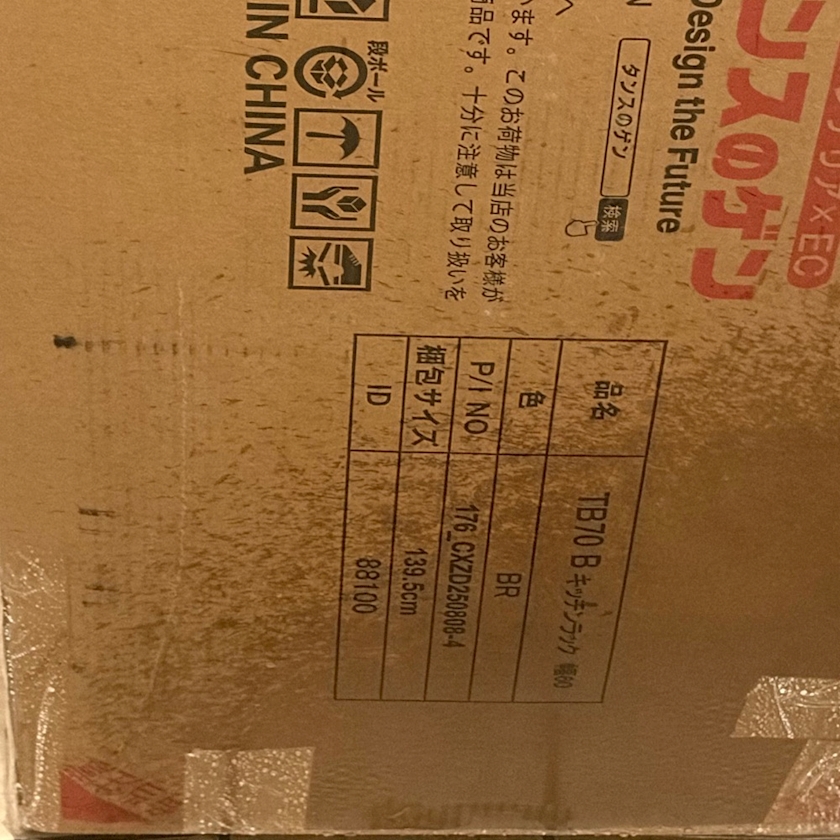 ンスのゲン
Design the Future
タンスのゲン 検索
います。このお荷物は当店のお客様が
商品です。十分に注意して取り扱いを
段ボール
IN CHINA
品名 TB70 B キッチンラック 幅60
色 BR
P/I NO 176_CXZD250808-4
梱包サイズ 139.5cm
ID 88100